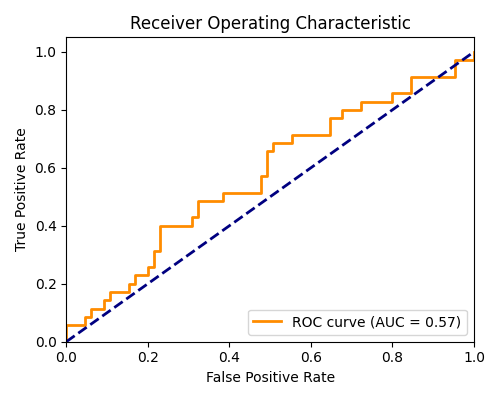 Receiver Operating Characteristic
True Positive Rate
1.0
0.8
0.6
0.4
0.2
0.0
ROC curve (AUC = 0.57)
0.0 0.2 0.4 0.6 0.8 1.0
False Positive Rate